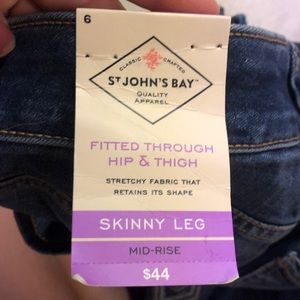 6
CLASSIC CRAFTED
ST JOHN'S BAY™
QUALITY
APPAREL
FITTED THROUGH
HIP & THIGH
STRETCHY FABRIC THAT
RETAINS ITS SHAPE
SKINNY LEG
MID-RISE
$44